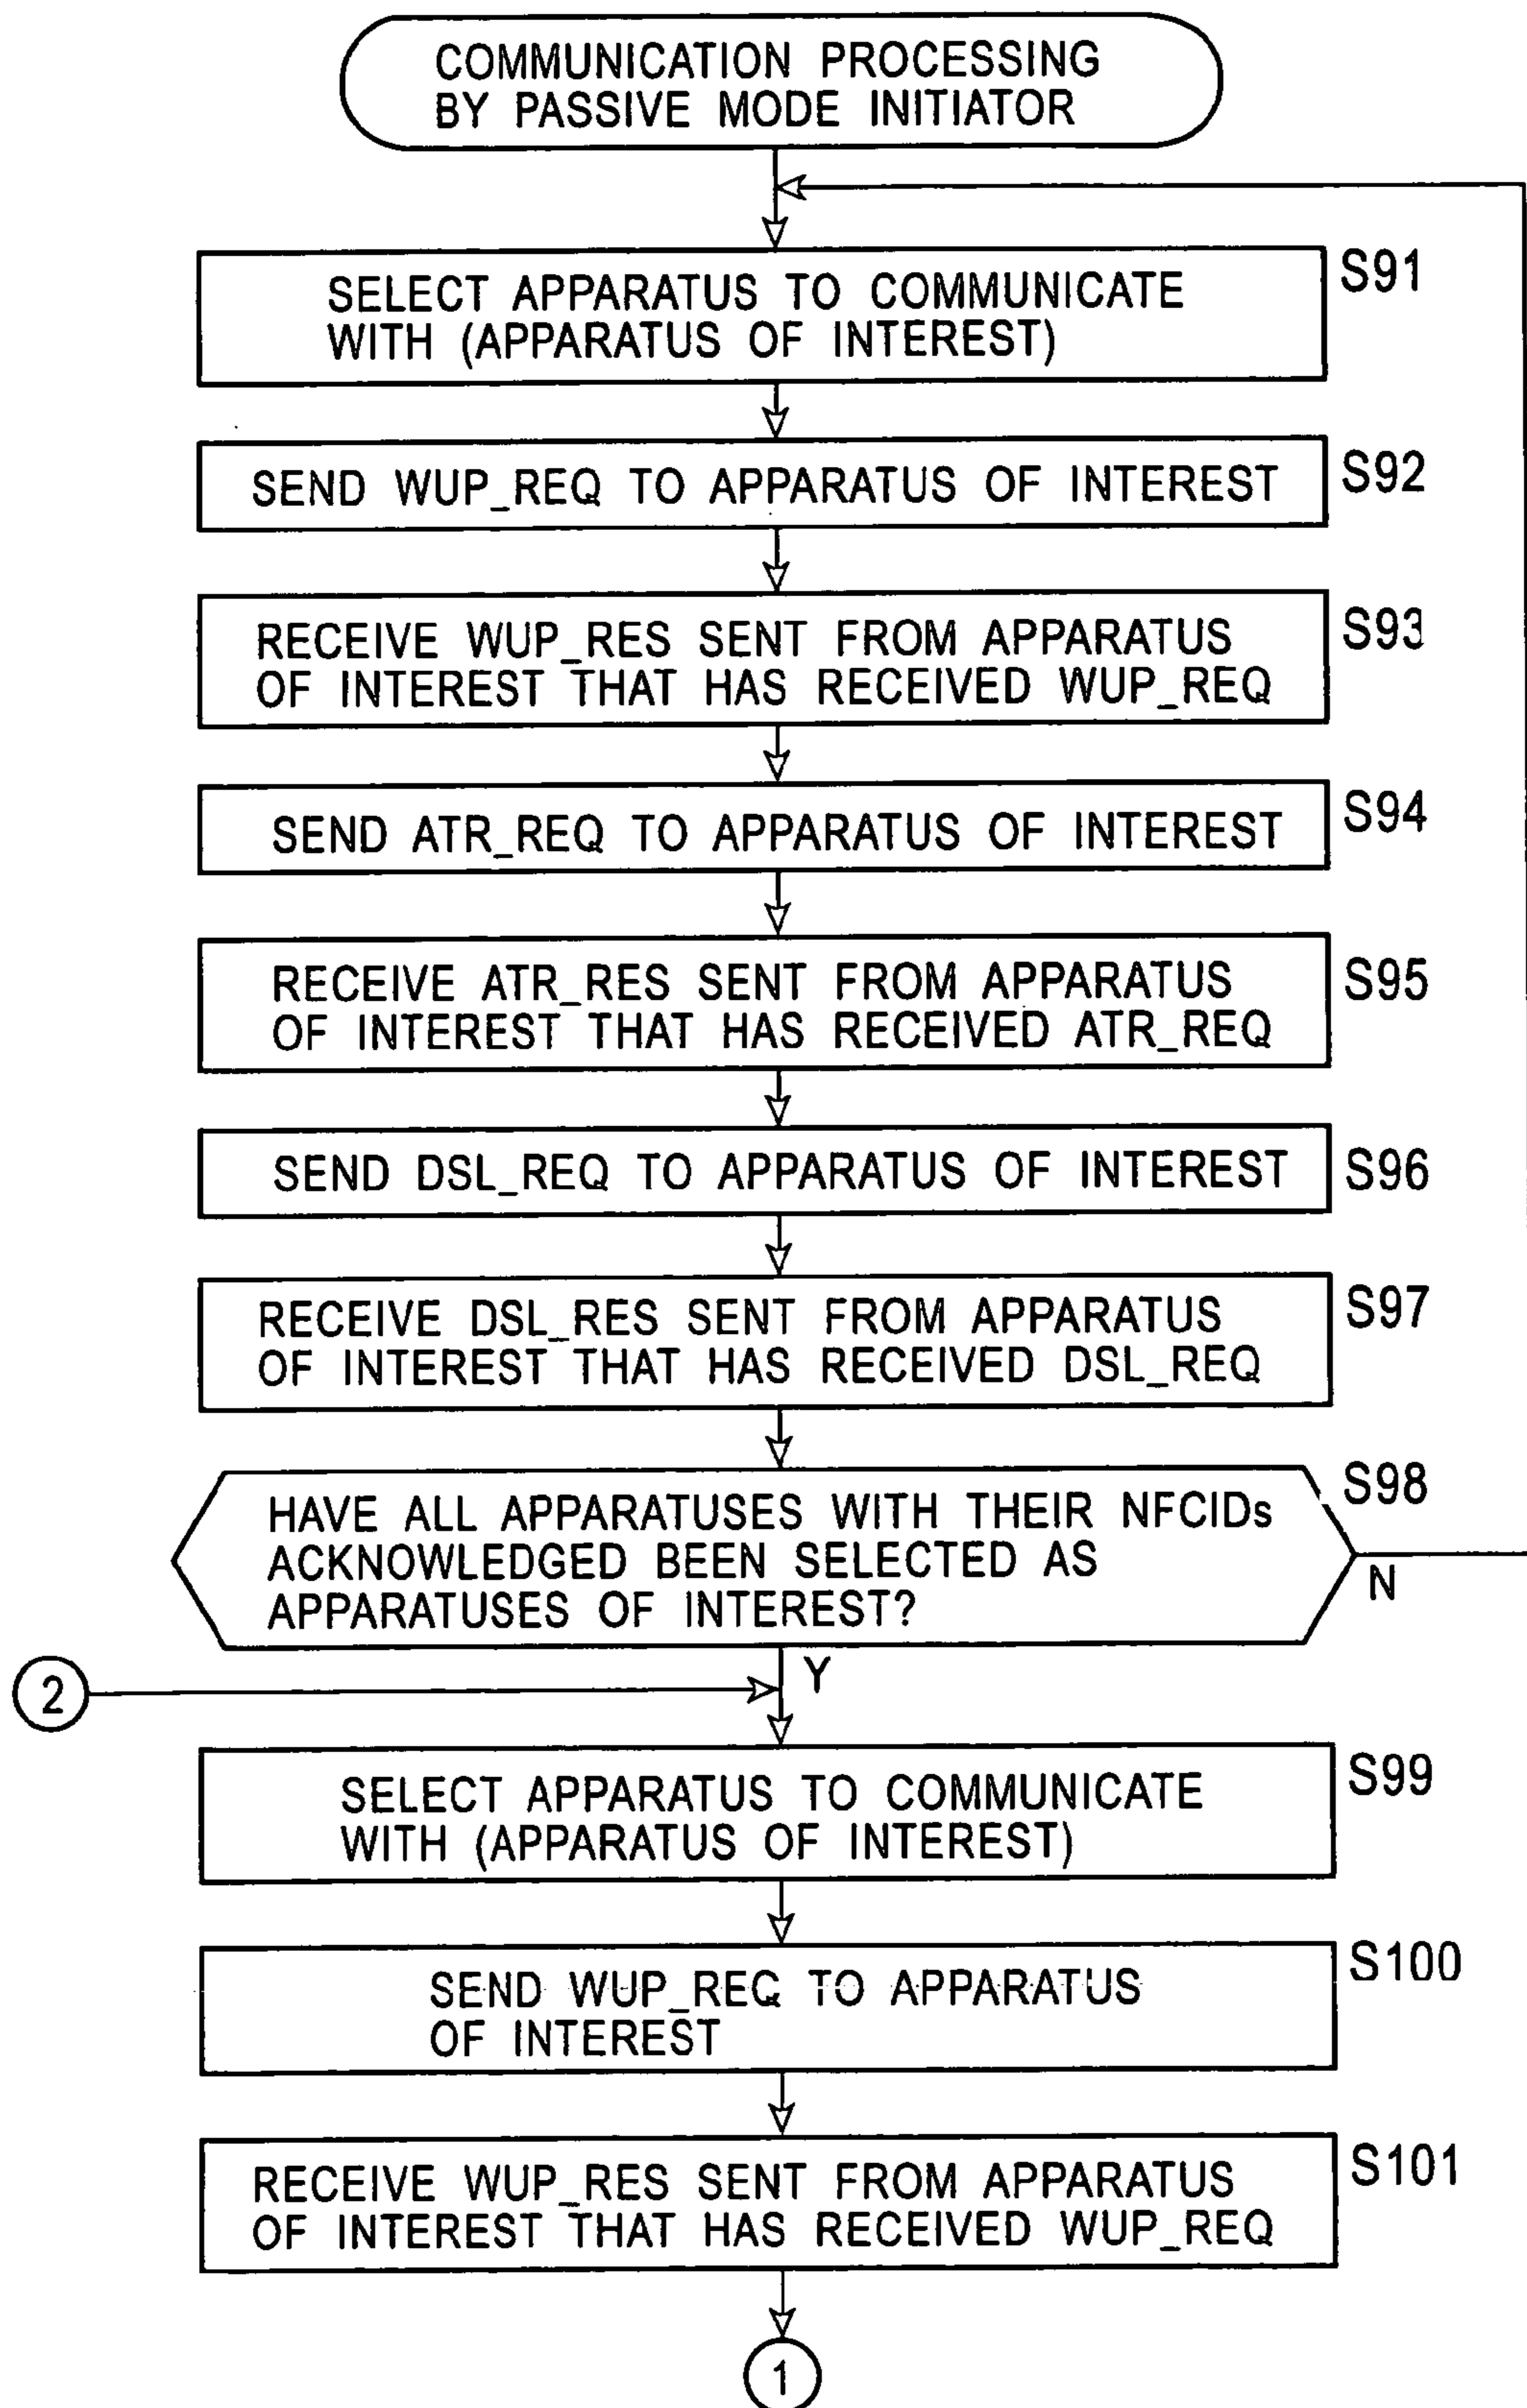 COMMUNICATION PROCESSING
BY PASSIVE MODE INITIATOR
S91
SELECT APPARATUS TO COMMUNICATE
WITH (APPARATUS OF INTEREST)
S92
SEND WUP_REQ TO APPARATUS OF INTEREST
S93
RECEIVE WUP_RES SENT FROM APPARATUS
OF INTEREST THAT HAS RECEIVED WUP_REQ
S94
SEND ATR_REQ TO APPARATUS OF INTEREST
S95
RECEIVE ATR_RES SENT FROM APPARATUS
OF INTEREST THAT HAS RECEIVED ATR_REQ
S96
SEND DSL_REQ TO APPARATUS OF INTEREST
S97
RECEIVE DSL_RES SENT FROM APPARATUS
OF INTEREST THAT HAS RECEIVED DSL_REQ
S98
HAVE ALL APPARATUSES WITH THEIR NFCIDs
ACKNOWLEDGED BEEN SELECTED AS
APPARATUSES OF INTEREST?
N
Y
2
S99
SELECT APPARATUS TO COMMUNICATE
WITH (APPARATUS OF INTEREST)
S100
SEND WUP_REQ TO APPARATUS
OF INTEREST
S101
RECEIVE WUP_RES SENT FROM APPARATUS
OF INTEREST THAT HAS RECEIVED WUP_REQ
1